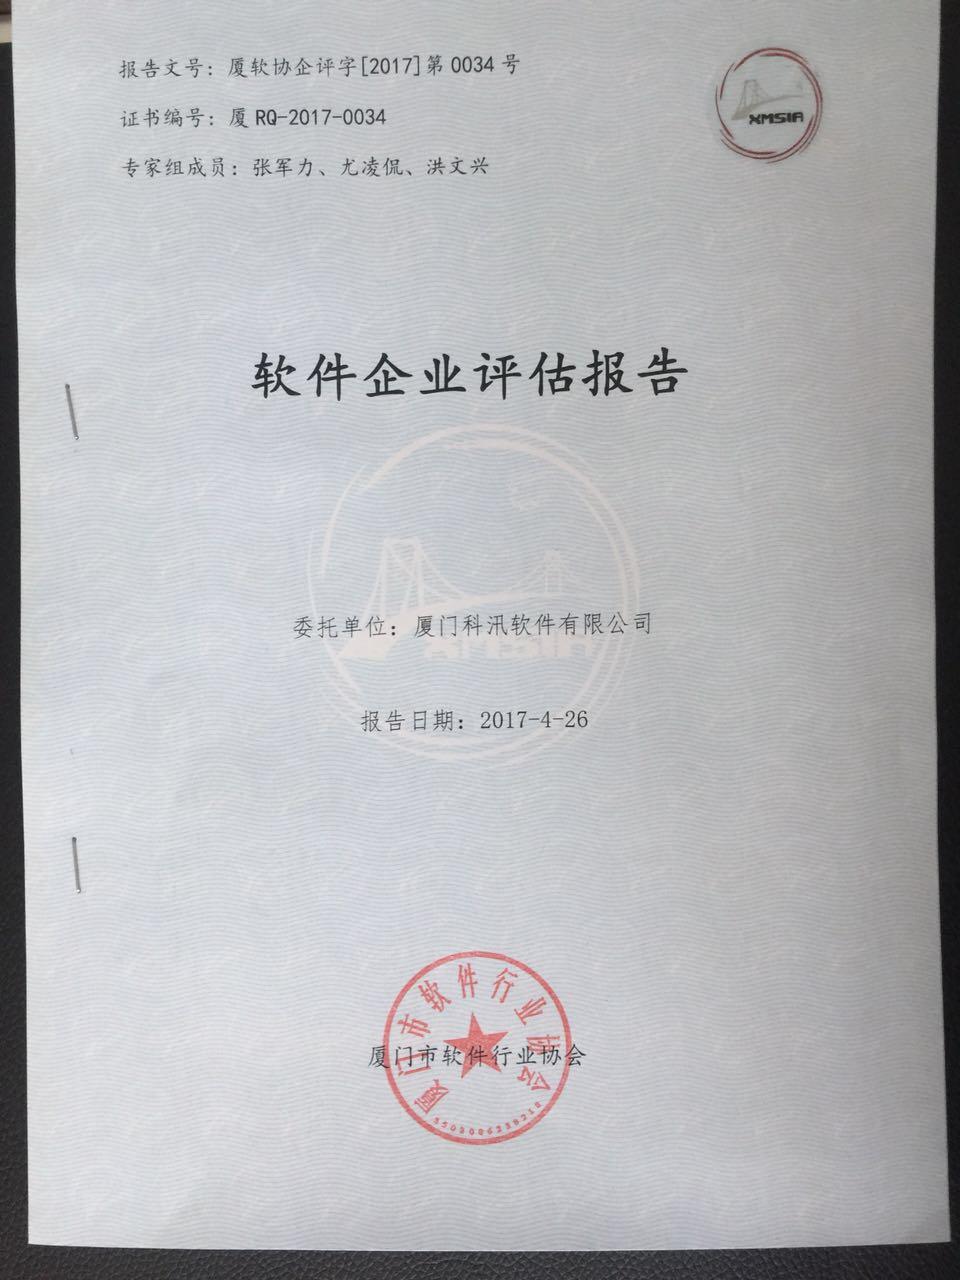 报告文号：厦软协企评字[2017]第0034号
XMSIA
证书编号：厦RQ-2017-0034
专家组成员：张军力、尤凌侃、洪文兴
软件企业评估报告
委托单位：厦门科汛软件有限公司
XMSIA
报告日期：2017-4-26
厦门市软件行业协会
厦门市软件行业协会